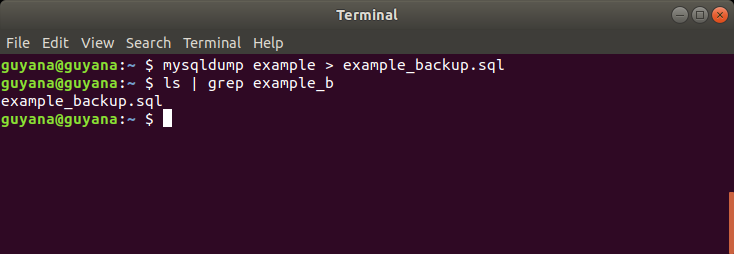 Terminal
File Edit View Search Terminal Help
guyana@guyana:~ $ mysqldump example > example_backup.sql
guyana@guyana:~ $ ls | grep example_b
example_backup.sql
guyana@guyana:~ $